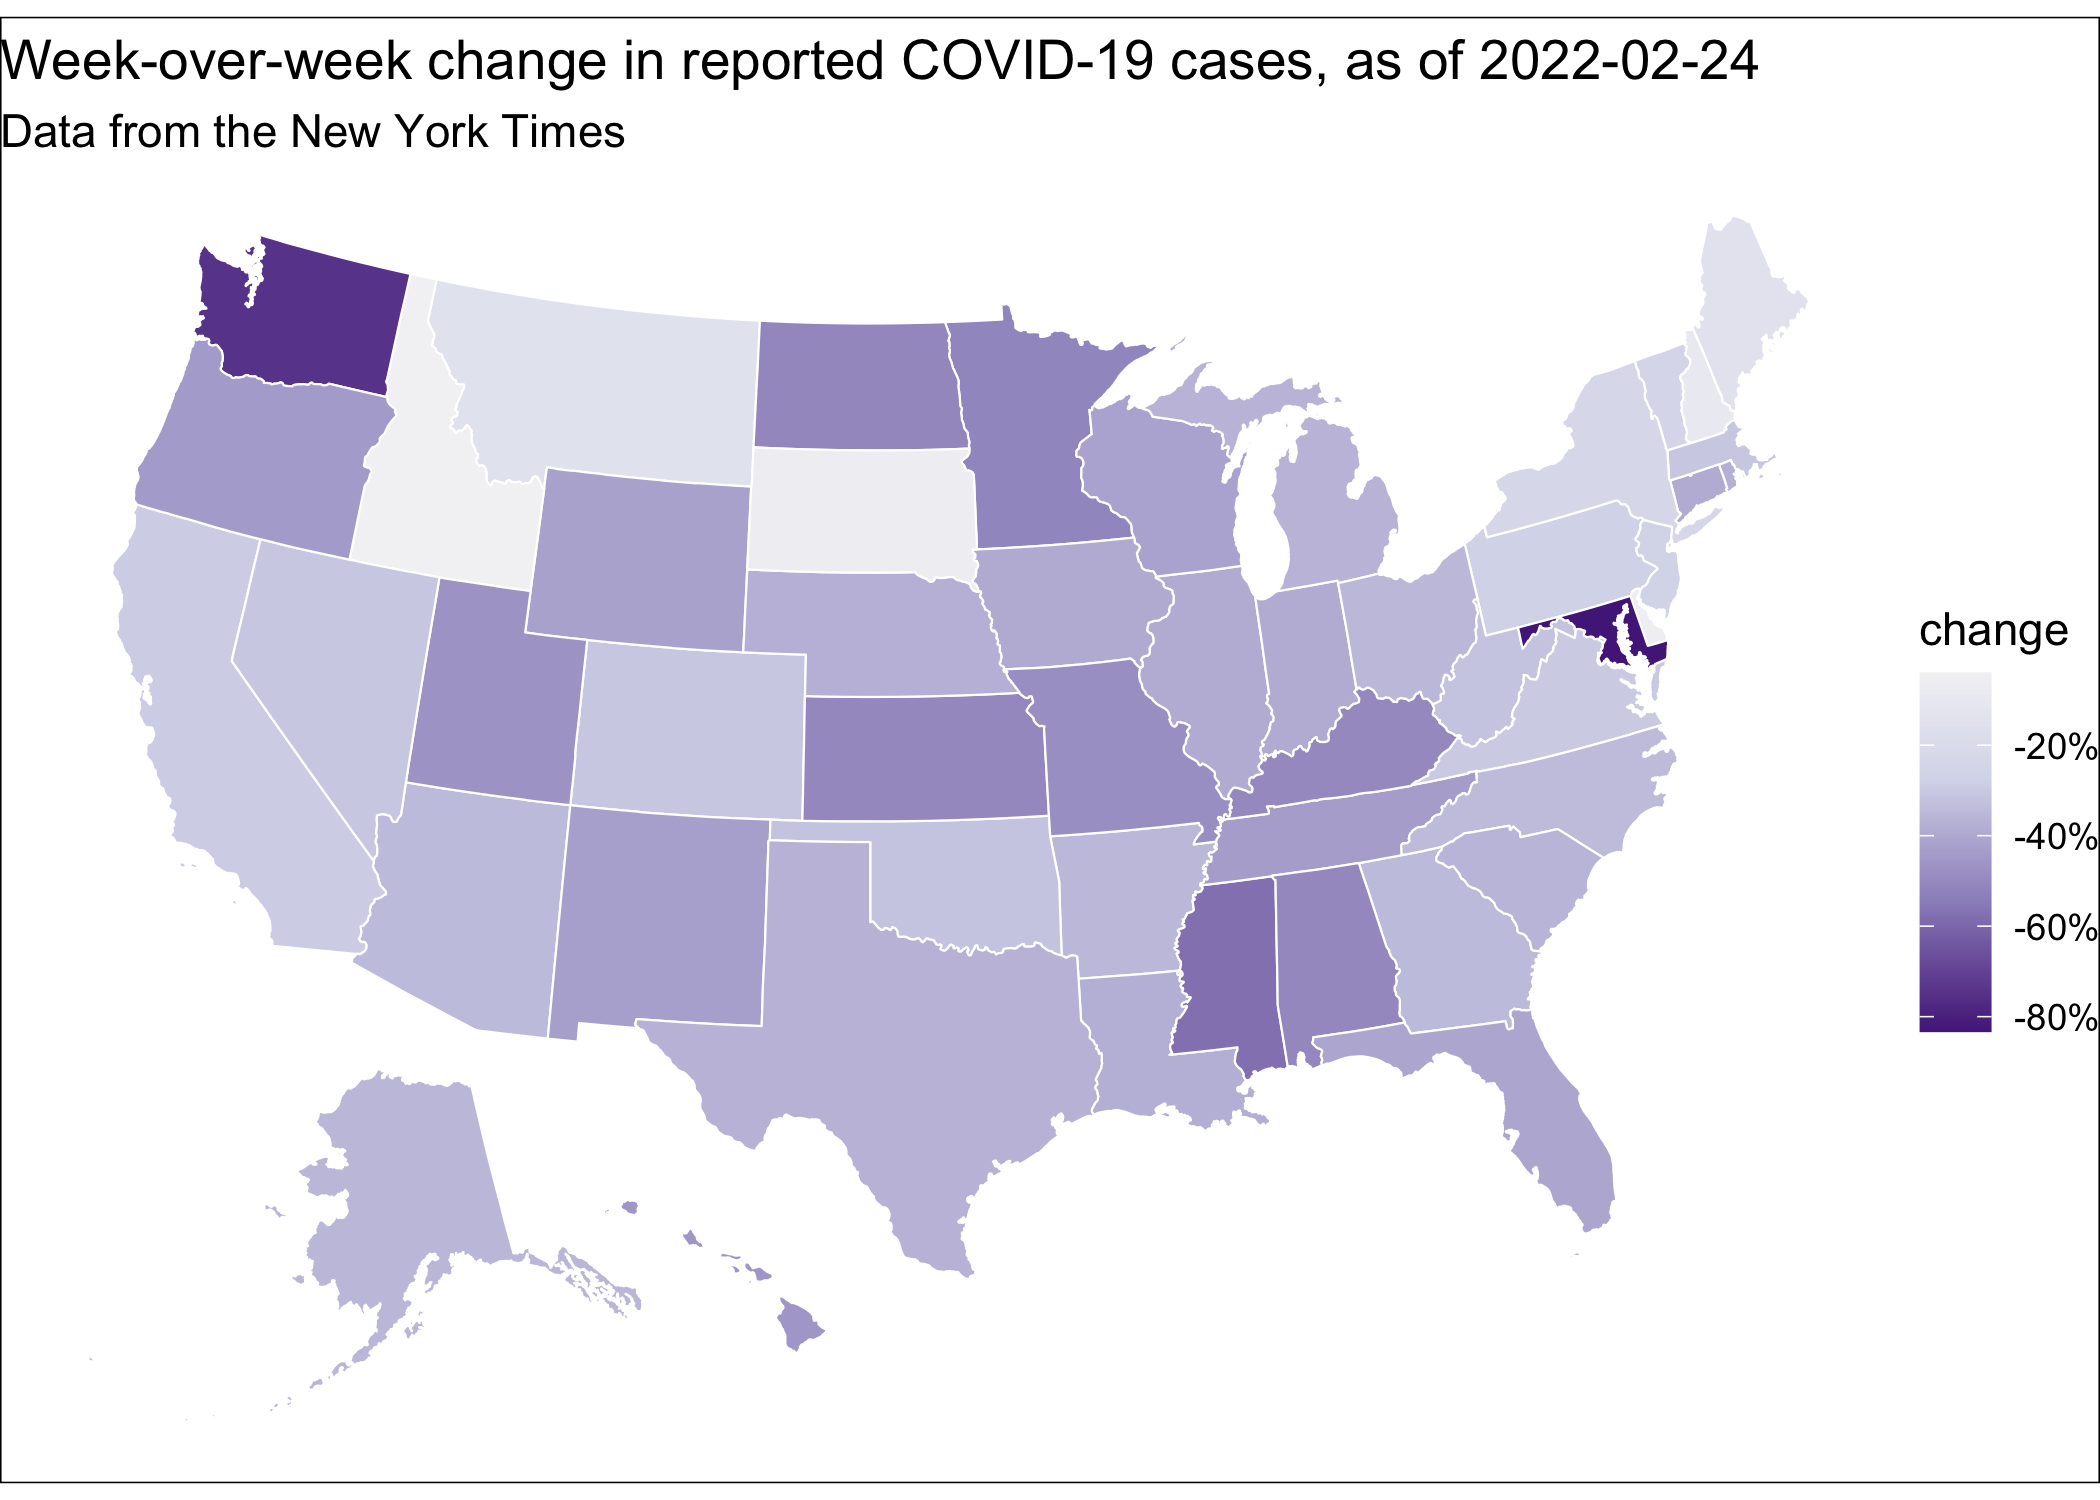 Week-over-week change in reported COVID-19 cases, as of 2022-02-24
Data from the New York Times
change
-20%
-40%
-60%
-80%